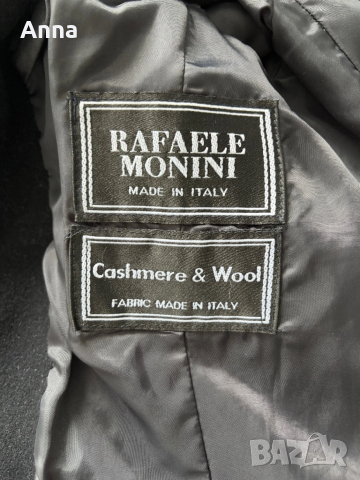 Anna
RAFAELE
MONINI
MADE IN ITALY
Cashmere & Wool
FABRIC MADE IN ITALY
BAZAR